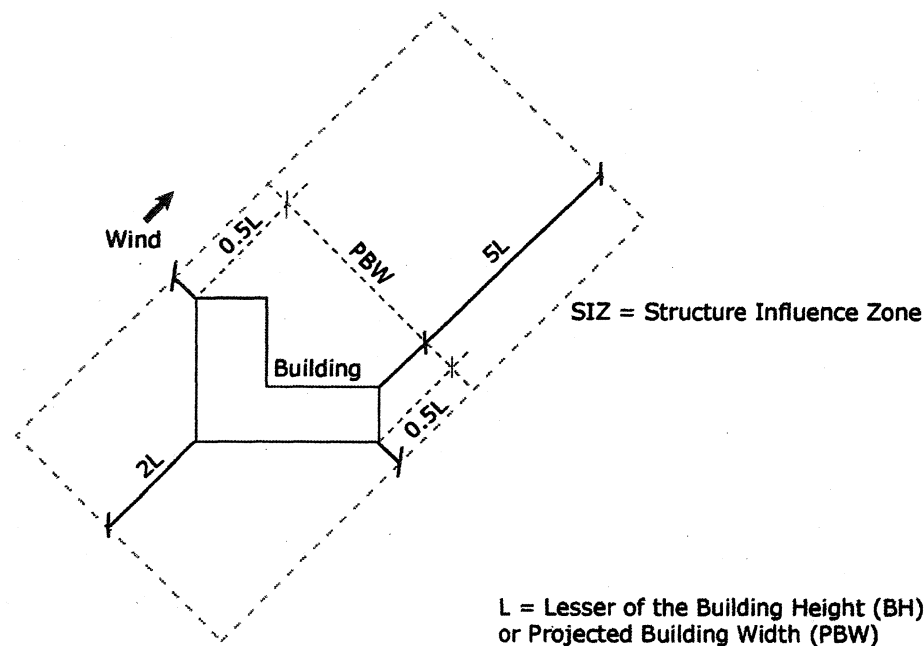 Wind
0.5L
PBW
5L
SIZ = Structure Influence Zone
Building
0.5L
2L
L = Lesser of the Building Height (BH)
or Projected Building Width (PBW)